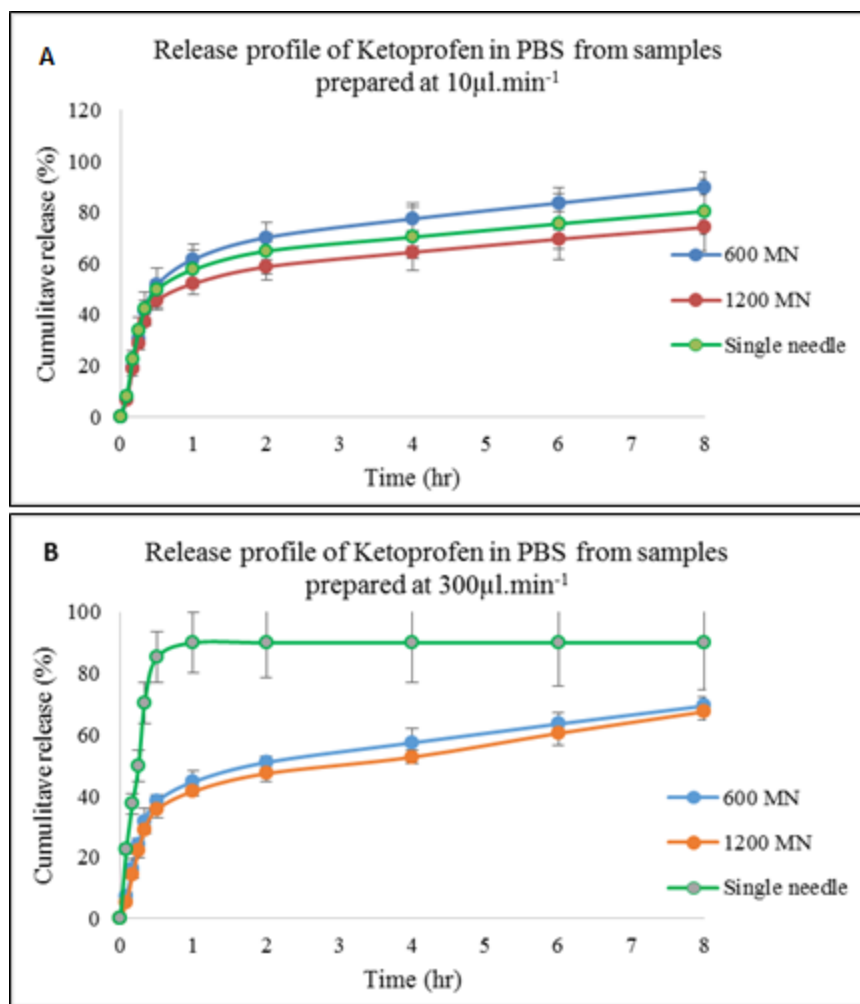 A
Release profile of Ketoprofen in PBS from samples
prepared at 10µl.min⁻¹
120
100
80
60
40
20
0
Cumulitave release (%)
600 MN
1200 MN
Single needle
0 1 2 3 4 5 6 7 8
Time (hr)
B
Release profile of Ketoprofen in PBS from samples
prepared at 300µl.min⁻¹
100
80
60
40
20
0
Cumulitave release (%)
600 MN
1200 MN
Single needle
0 1 2 3 4 5 6 7 8
Time (hr)